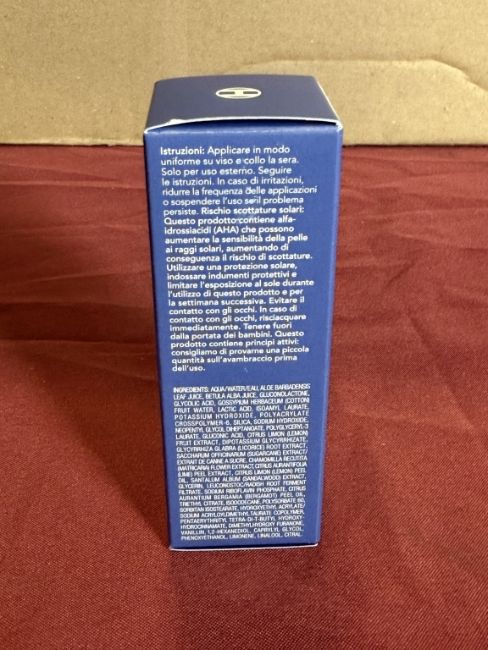 Istruzioni: Applicare in modo
uniforme su viso e collo la sera.
Solo per uso esterno. Seguire
le istruzioni. In caso di irritazioni,
ridurre la frequenza delle applicazioni
o sospendere l'uso se il problema
persiste. Rischio scottature solari:
Questo prodotto contiene alfa-
idrossiacidi (AHA) che possono
aumentare la sensibilità della pelle
ai raggi solari, aumentando di
conseguenza il rischio di scottature.
Utilizzare una protezione solare,
indossare indumenti protettivi e
limitare l'esposizione al sole durante
l'utilizzo di questo prodotto e per
la settimana successiva. Evitare il
contatto con gli occhi. In caso di
contatto con gli occhi, risciacquare
immediatamente. Tenere fuori
dalla portata dei bambini. Questo
prodotto contiene principi attivi:
consigliamo di provarne una piccola
quantità sull'avambraccio prima
dell'uso.
INGREDIENTS: AQUA/WATER/EAU, ALOE BARBADENSIS
LEAF JUICE, BETULA ALBA JUICE, GLUCONOLACTONE,
GLYCOLIC ACID, GOSSYPIUM HERBACEUM (COTTON)
FRUIT WATER, LACTIC ACID, ISOAMYL LAURATE,
POTASSIUM HYDROXIDE, POLYACRYLATE
CROSSPOLYMER-6, SILICA, SODIUM HYDROXIDE,
NEOPENTYL GLYCOL DIHEPTANOATE, POLYGLYCERYL-3
LAURATE, GLUCONIC ACID, CITRUS LIMON (LEMON)
FRUIT EXTRACT, DIPOTASSIUM GLYCYRRHIZATE,
GLYCYRRHIZA GLABRA (LICORICE) ROOT EXTRACT,
SACCHARUM OFFICINARUM (SUGARCANE) EXTRACT/
EXTRAIT DE CANNE A SUCRE, CHAMOMILLA RECUTITA
(MATRICARIA) FLOWER EXTRACT, CITRUS AURANTIFOLIA
(LIME) PEEL EXTRACT, CITRUS LIMON (LEMON) PEEL
OIL, SANTALUM ALBUM (SANDALWOOD) EXTRACT,
GLYCERIN, LEUCONOSTOC/RADISH ROOT FERMENT
FILTRATE, SODIUM RIBOFLAVIN PHOSPHATE, CITRUS
AURANTIUM BERGAMIA (BERGAMOT) PEEL OIL,
TRIETHYL CITRATE, ISODODECANE, POLYSORBATE 60,
SORBITAN ISOSTEARATE, HYDROXYETHYL ACRYLATE/
SODIUM ACRYLOYLDIMETHYL TAURATE COPOLYMER,
PENTAERYTHRITYL TETRA-DI-T-BUTYL HYDROXY-
HYDROCINNAMATE, DIMETHYLHYDROXY FURANONE,
VANILLIN, 1,2-HEXANEDIOL, CAPRYLYL GLYCOL,
PHENOXYETHANOL, LIMONENE, LINALOOL, CITRAL.